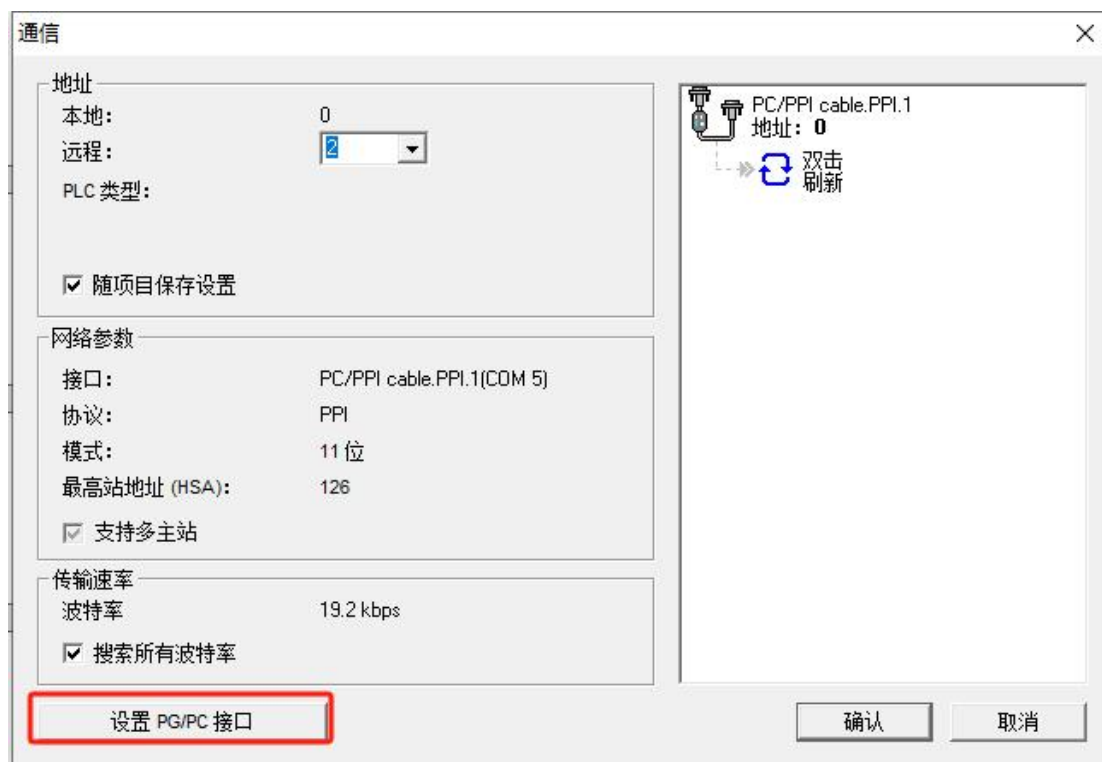 通信
地址
本地： 0
远程： 2
PLC 类型：
随项目保存设置
网络参数
接口： PC/PPI cable.PPI.1(COM 5)
协议： PPI
模式： 11 位
最高站地址 (HSA)： 126
支持多主站
传输速率
波特率 19.2 kbps
搜索所有波特率
设置 PG/PC 接口
PC/PPI cable.PPI.1
地址：0
双击
刷新
确认
取消